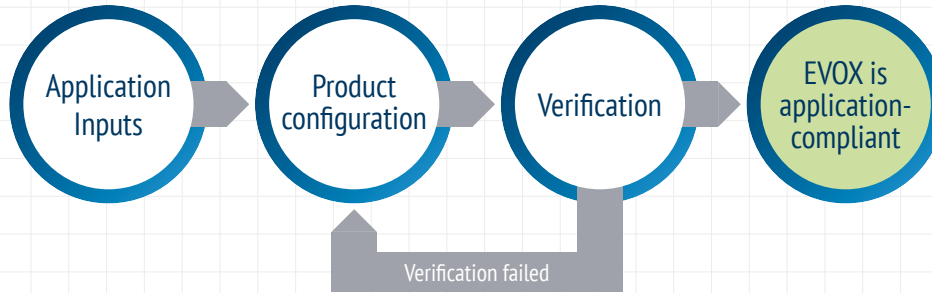 Application
Inputs
Product
configuration
Verification
EVOX is
application-
compliant
Verification failed